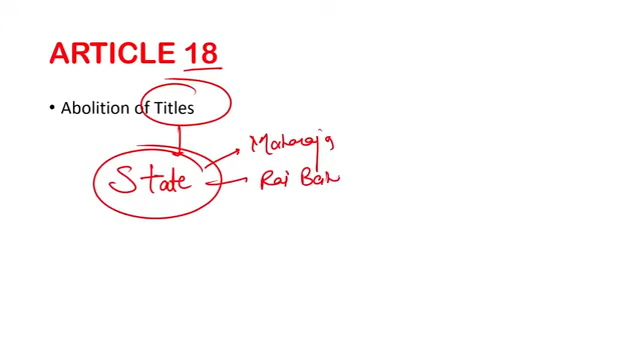 ARTICLE 18
• Abolition of Titles
Maharaja
State
Rai Bah